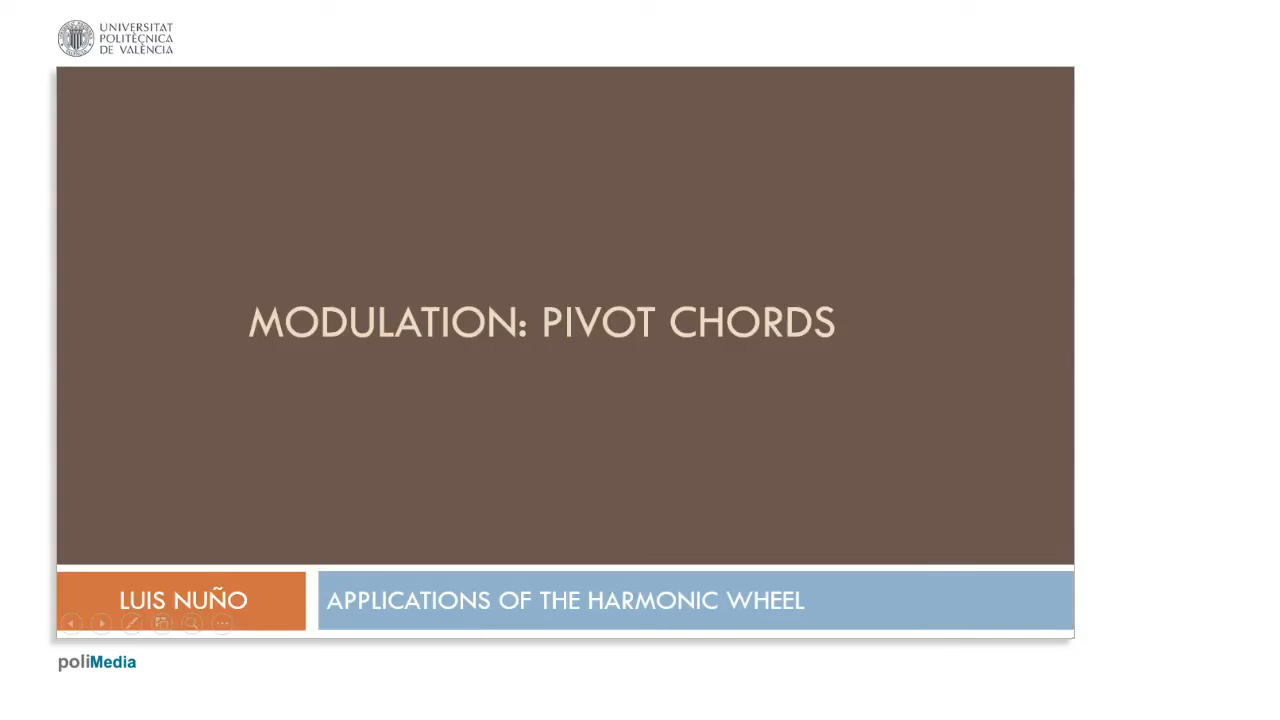 UNIVERSITAT
POLITÈCNICA
DE VALÈNCIA
MODULATION: PIVOT CHORDS
LUIS NUÑO
APPLICATIONS OF THE HARMONIC WHEEL
poliMedia